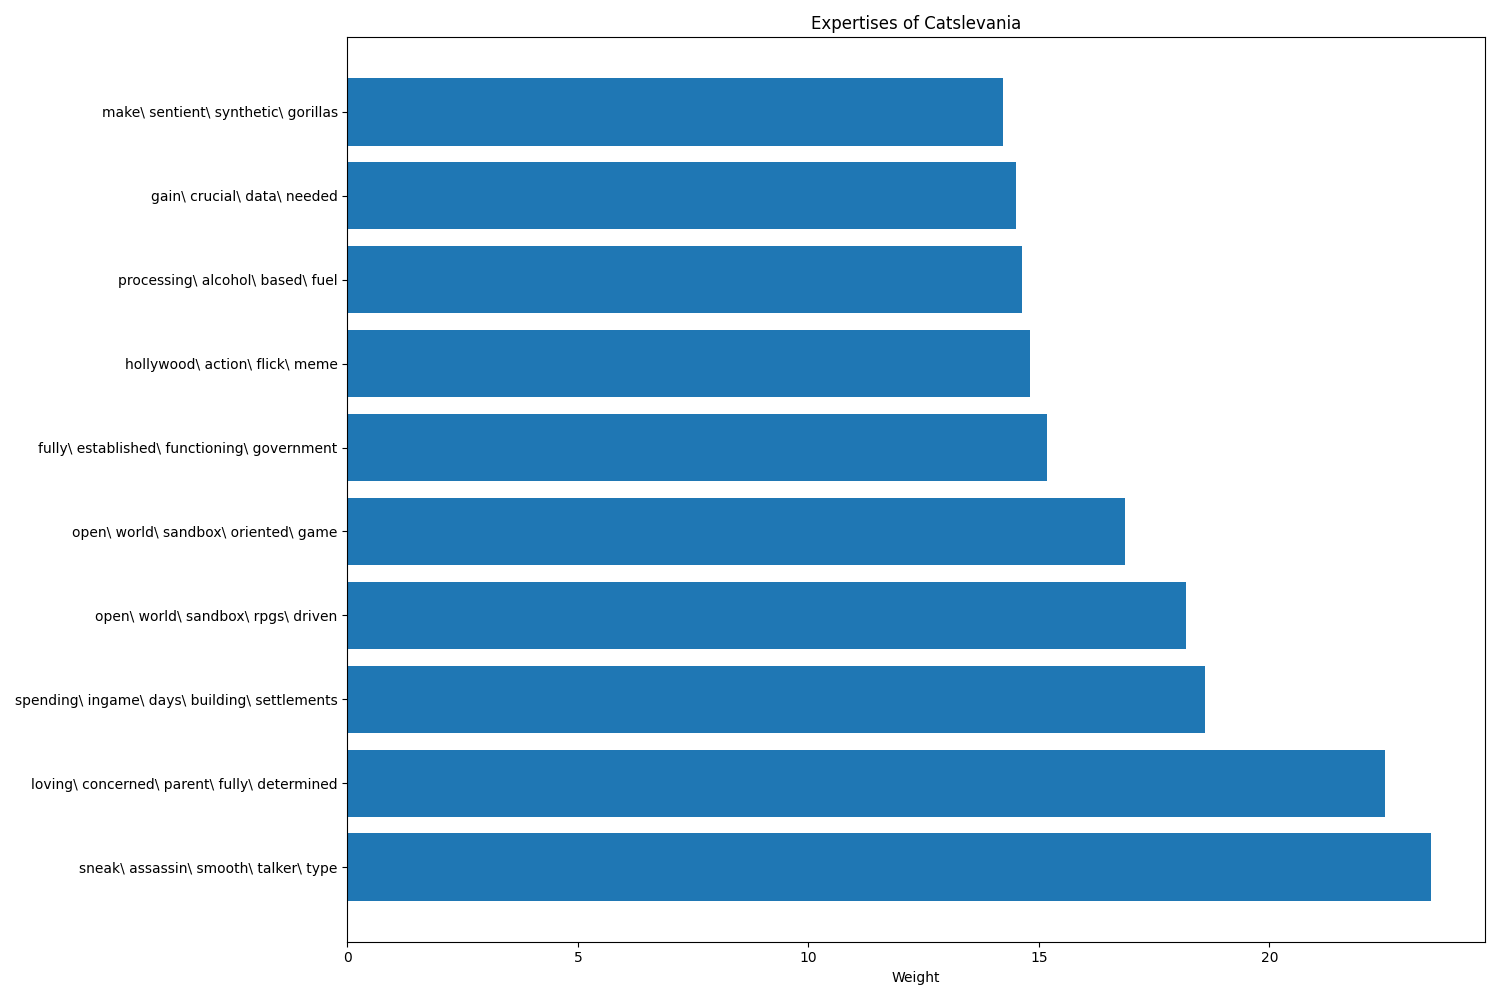 Expertises of Catslevania
make\ sentient\ synthetic\ gorillas
gain\ crucial\ data\ needed
processing\ alcohol\ based\ fuel
hollywood\ action\ flick\ meme
fully\ established\ functioning\ government
open\ world\ sandbox\ oriented\ game
open\ world\ sandbox\ rpgs\ driven
spending\ ingame\ days\ building\ settlements
loving\ concerned\ parent\ fully\ determined
sneak\ assassin\ smooth\ talker\ type
0 5 10 15 20
Weight